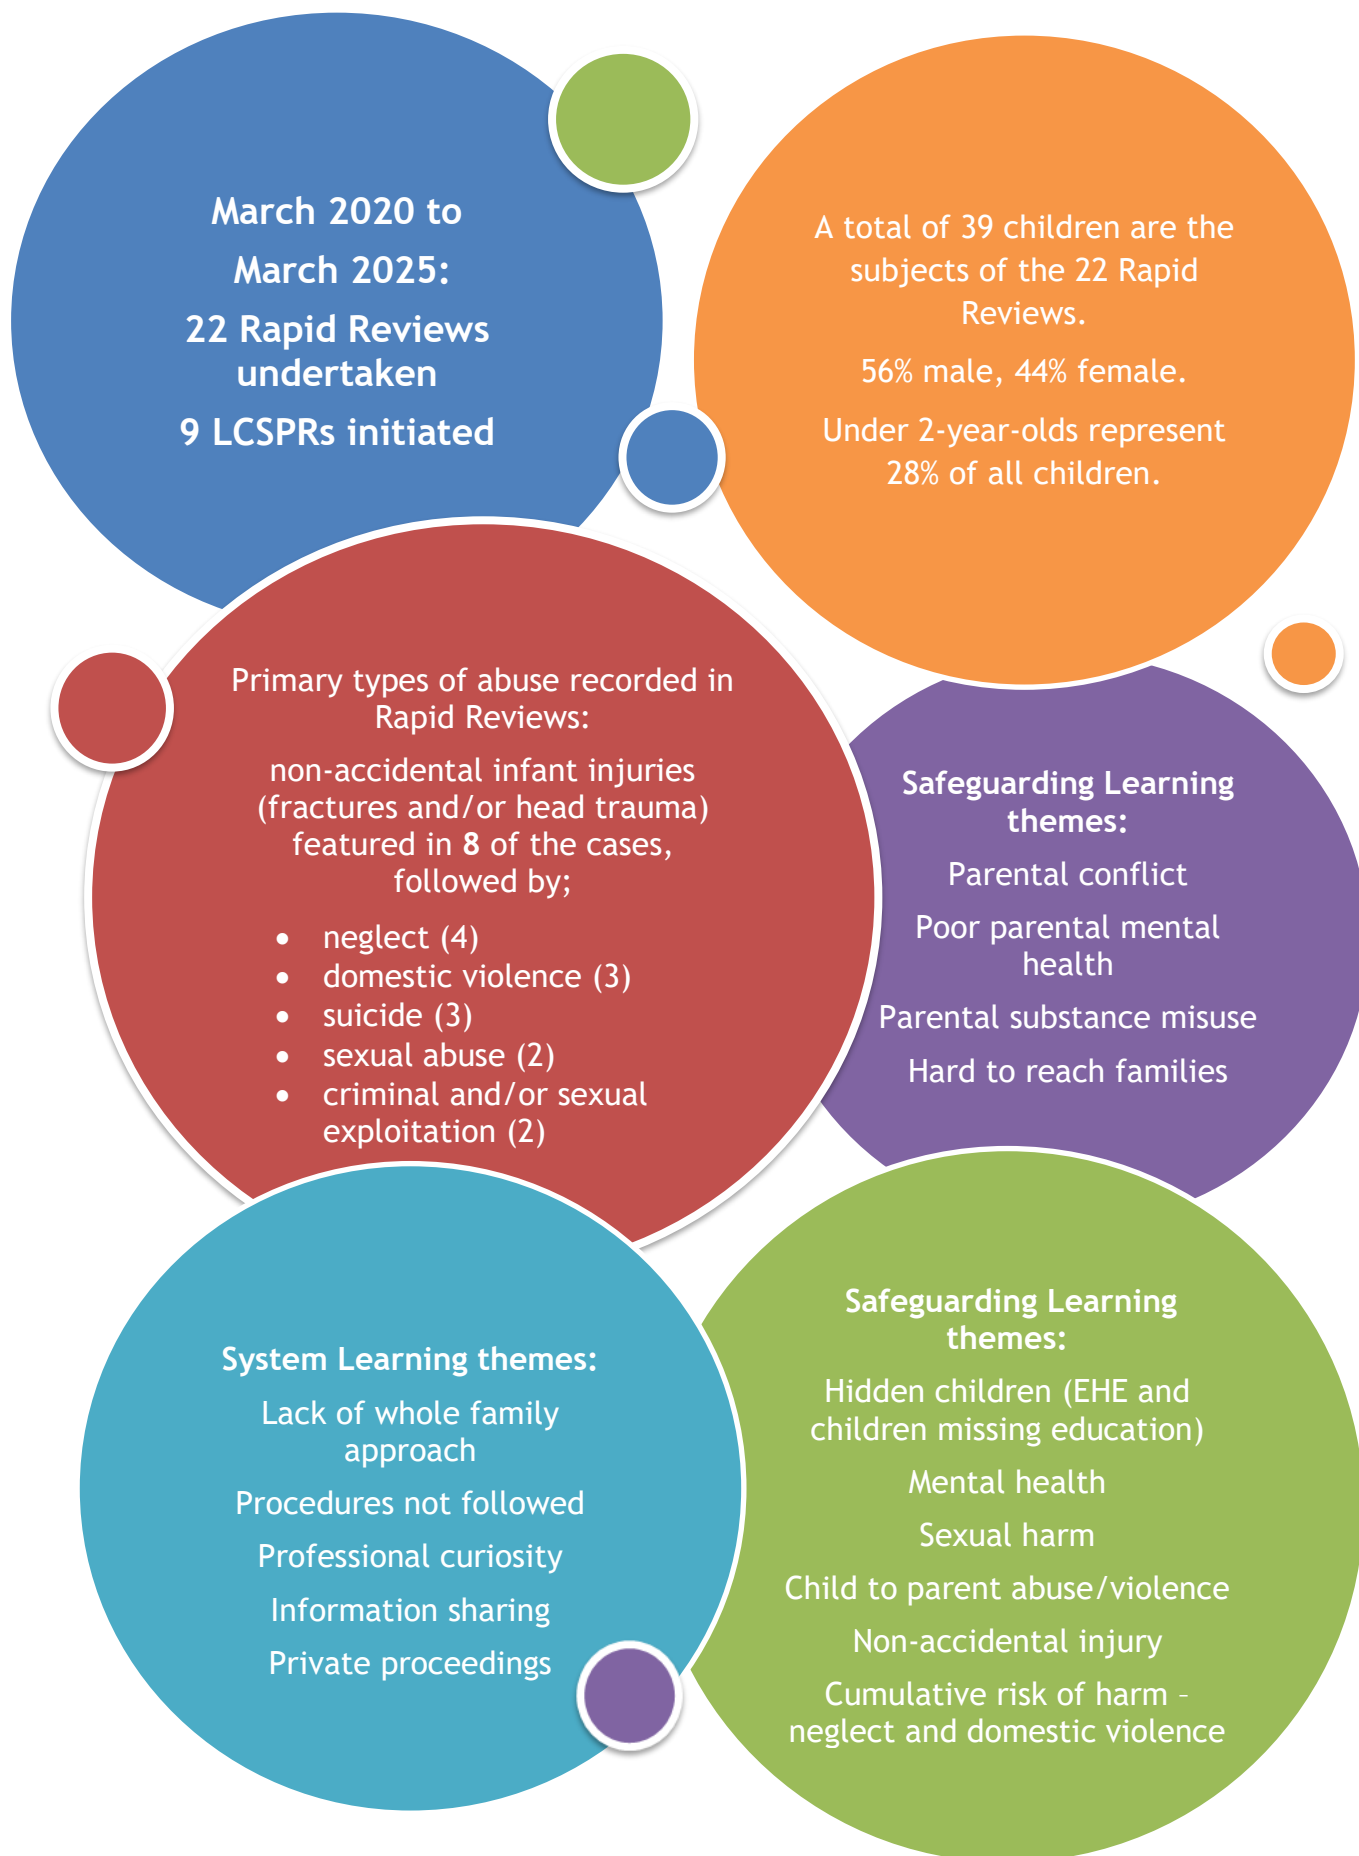 March 2020 to
March 2025:
22 Rapid Reviews
undertaken
9 LCSPRs initiated
A total of 39 children are the
subjects of the 22 Rapid
Reviews.
56% male, 44% female.
Under 2-year-olds represent
28% of all children.
Primary types of abuse recorded in
Rapid Reviews:
non-accidental infant injuries
(fractures and/or head trauma)
featured in 8 of the cases,
followed by;
• neglect (4)
• domestic violence (3)
• suicide (3)
• sexual abuse (2)
• criminal and/or sexual
exploitation (2)
Safeguarding Learning
themes:
Parental conflict
Poor parental mental
health
Parental substance misuse
Hard to reach families
System Learning themes:
Lack of whole family
approach
Procedures not followed
Professional curiosity
Information sharing
Private proceedings
Safeguarding Learning
themes:
Hidden children (EHE and
children missing education)
Mental health
Sexual harm
Child to parent abuse/violence
Non-accidental injury
Cumulative risk of harm –
neglect and domestic violence